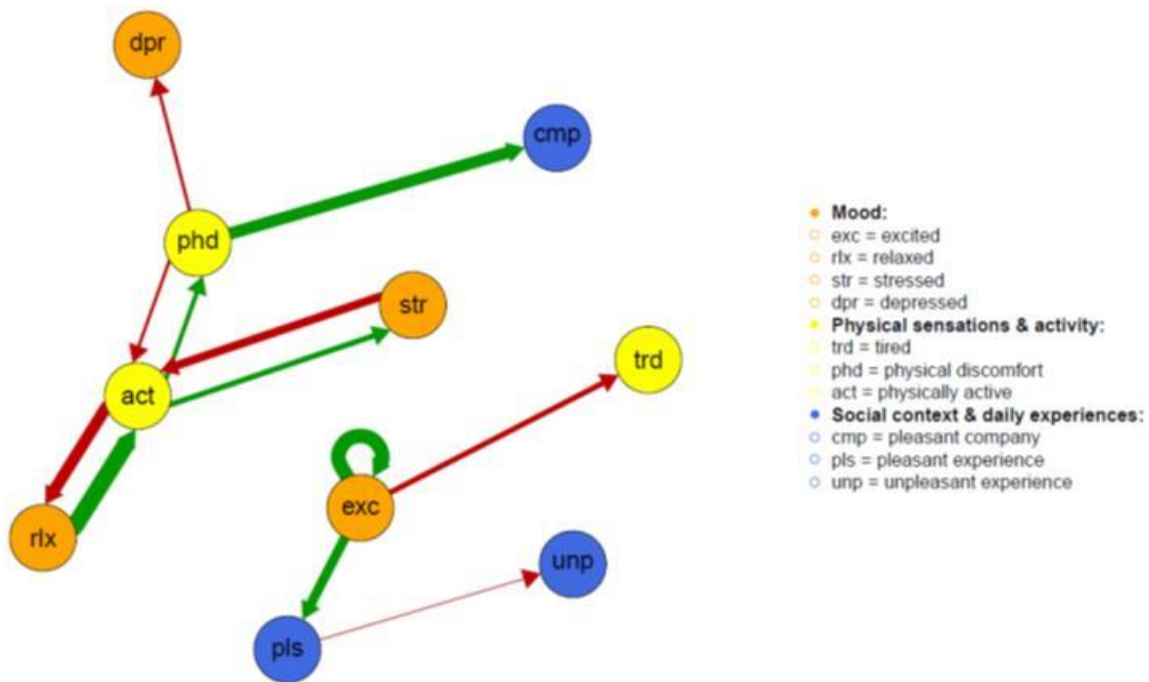 dpr
cmp
phd
str
trd
act
exc
rlx
unp
pls
Mood:
exc = excited
rlx = relaxed
str = stressed
dpr = depressed
Physical sensations & activity:
trd = tired
phd = physical discomfort
act = physically active
Social context & daily experiences:
cmp = pleasant company
pls = pleasant experience
unp = unpleasant experience